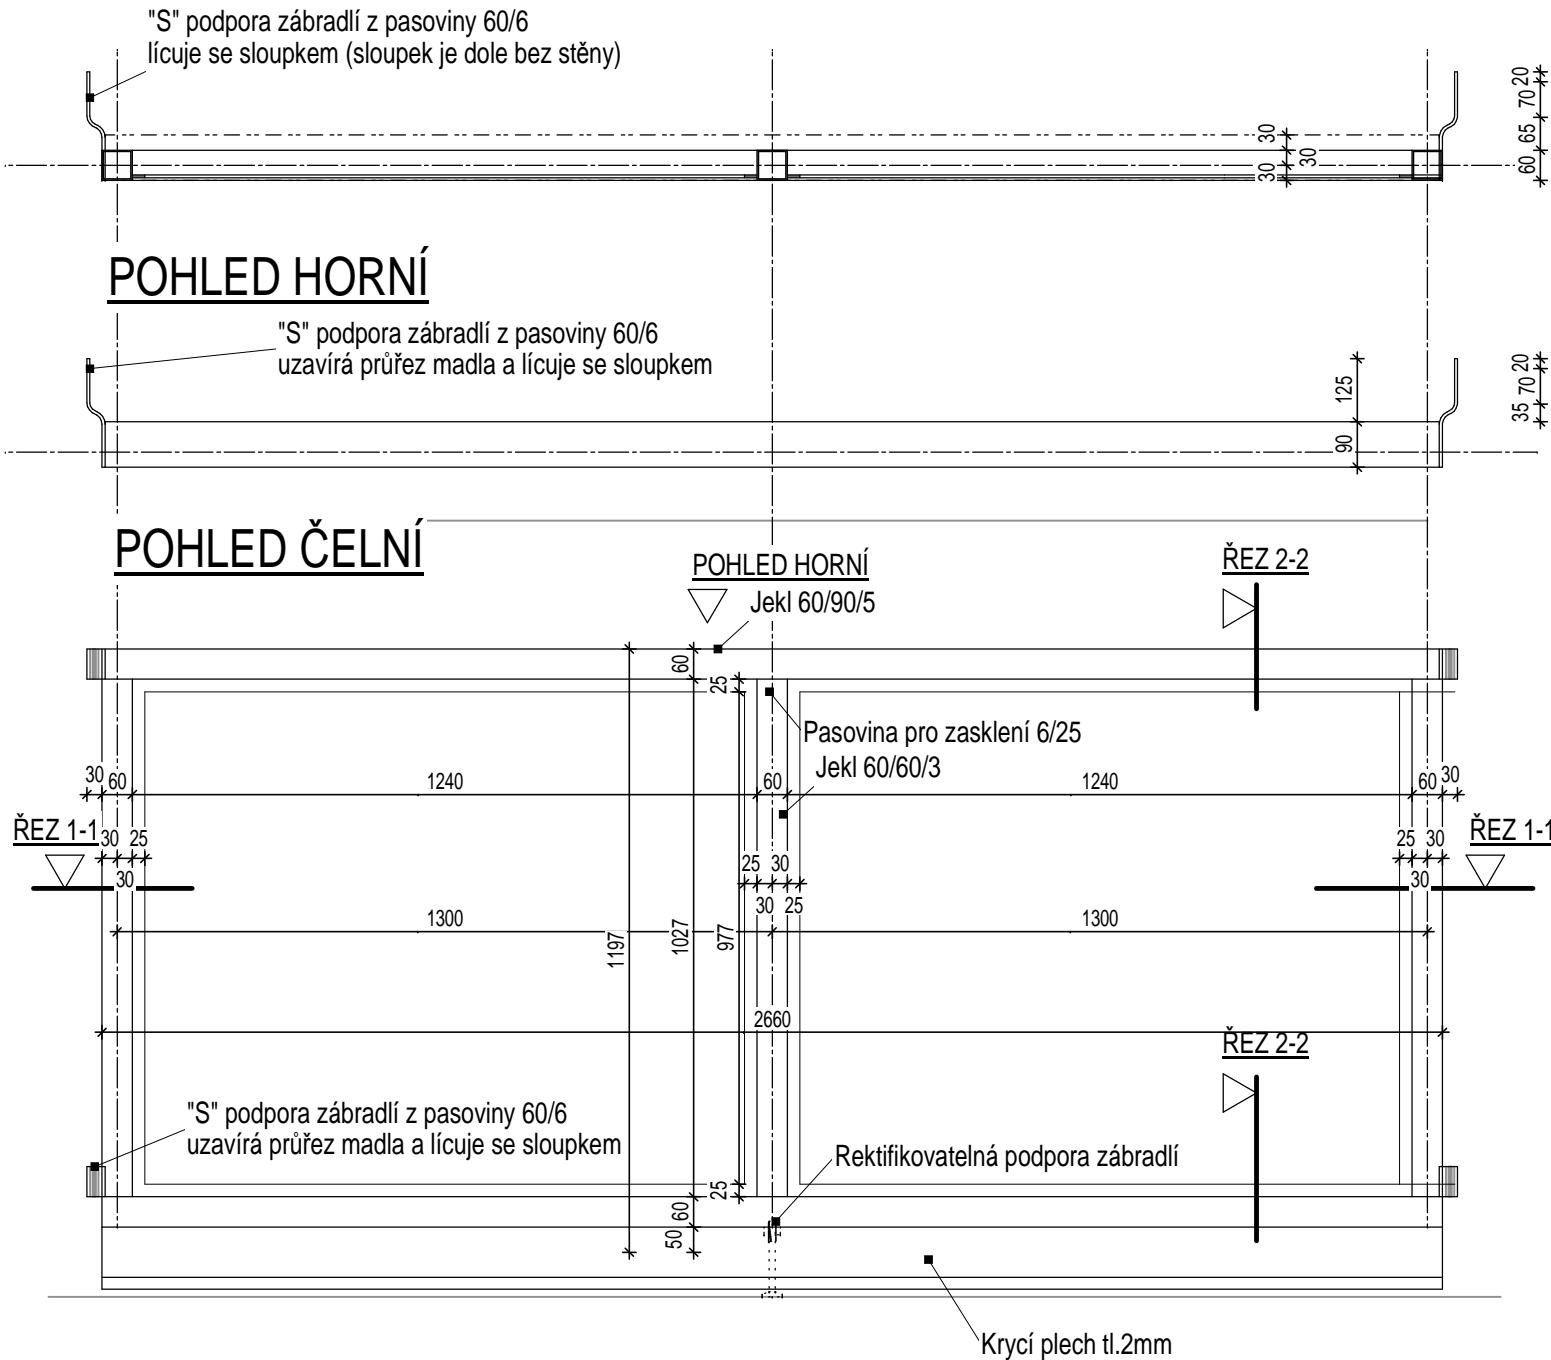 "S" podpora zábradlí z pasoviny 60/6
lícuje se sloupkem (sloupek je dole bez stěny)
20
70
65
60
30
30
30
POHLED HORNÍ
"S" podpora zábradlí z pasoviny 60/6
uzavírá průřez madla a lícuje se sloupkem
125
90
20
70
35
POHLED ČELNÍ
POHLED HORNÍ
Jekl 60/90/5
ŘEZ 2-2
60
25
Pasovina pro zasklení 6/25
Jekl 60/60/3
30
60
1240
60
1240
60
30
ŘEZ 1-1
30
25
30
25
30
30
25
25
30
30
ŘEZ 1-1
1300
1300
1197
1027
977
2660
ŘEZ 2-2
"S" podpora zábradlí z pasoviny 60/6
uzavírá průřez madla a lícuje se sloupkem
Rektifikovatelná podpora zábradlí
25
60
50
Krycí plech tl.2mm